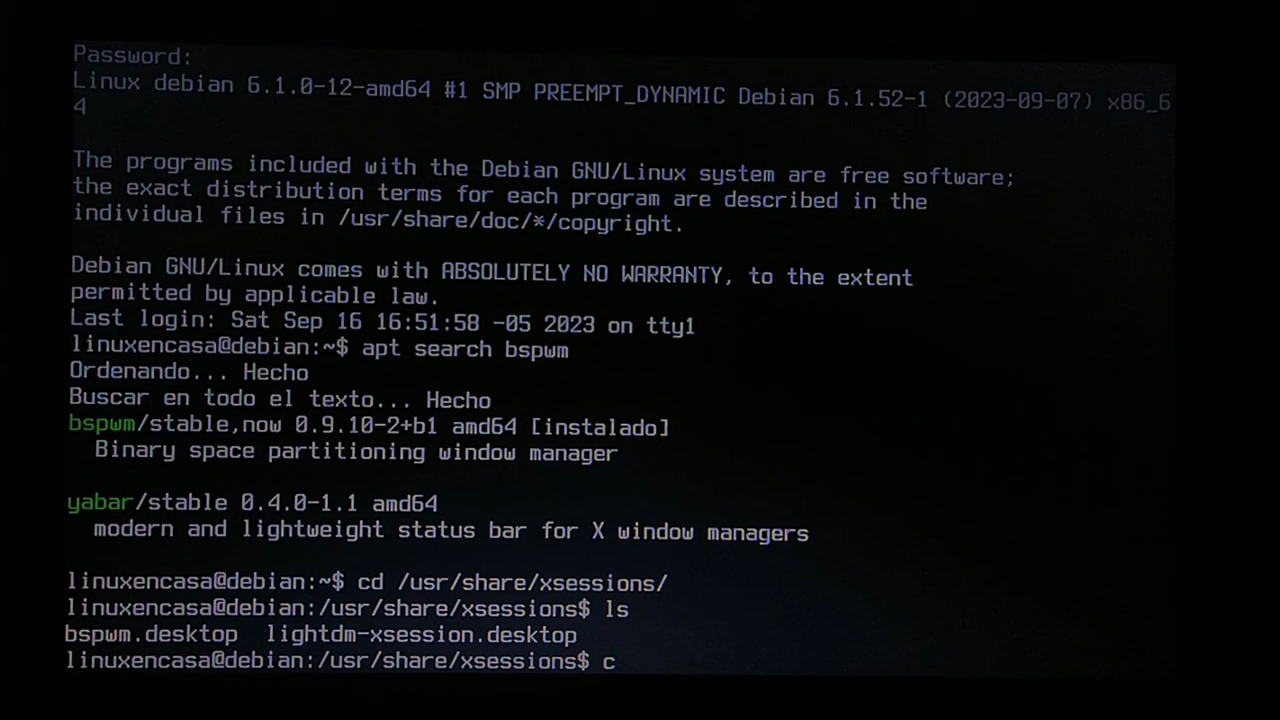 Password:
Linux debian 6.1.0-12-amd64 #1 SMP PREEMPT_DYNAMIC Debian 6.1.52-1 (2023-09-07) x86_6
4
The programs included with the Debian GNU/Linux system are free software;
the exact distribution terms for each program are described in the
individual files in /usr/share/doc/*/copyright.
Debian GNU/Linux comes with ABSOLUTELY NO WARRANTY, to the extent
permitted by applicable law.
Last login: Sat Sep 16 16:51:58 -05 2023 on tty1
linuxencasa@debian:~$ apt search bspwm
Ordenando... Hecho
Buscar en todo el texto... Hecho
bspwm/stable,now 0.9.10-2+b1 amd64 [instalado]
  Binary space partitioning window manager
yabar/stable 0.4.0-1.1 amd64
  modern and lightweight status bar for X window managers
linuxencasa@debian:~$ cd /usr/share/xsessions/
linuxencasa@debian:/usr/share/xsessions$ ls
bspwm.desktop  lightdm-xsession.desktop
linuxencasa@debian:/usr/share/xsessions$ c